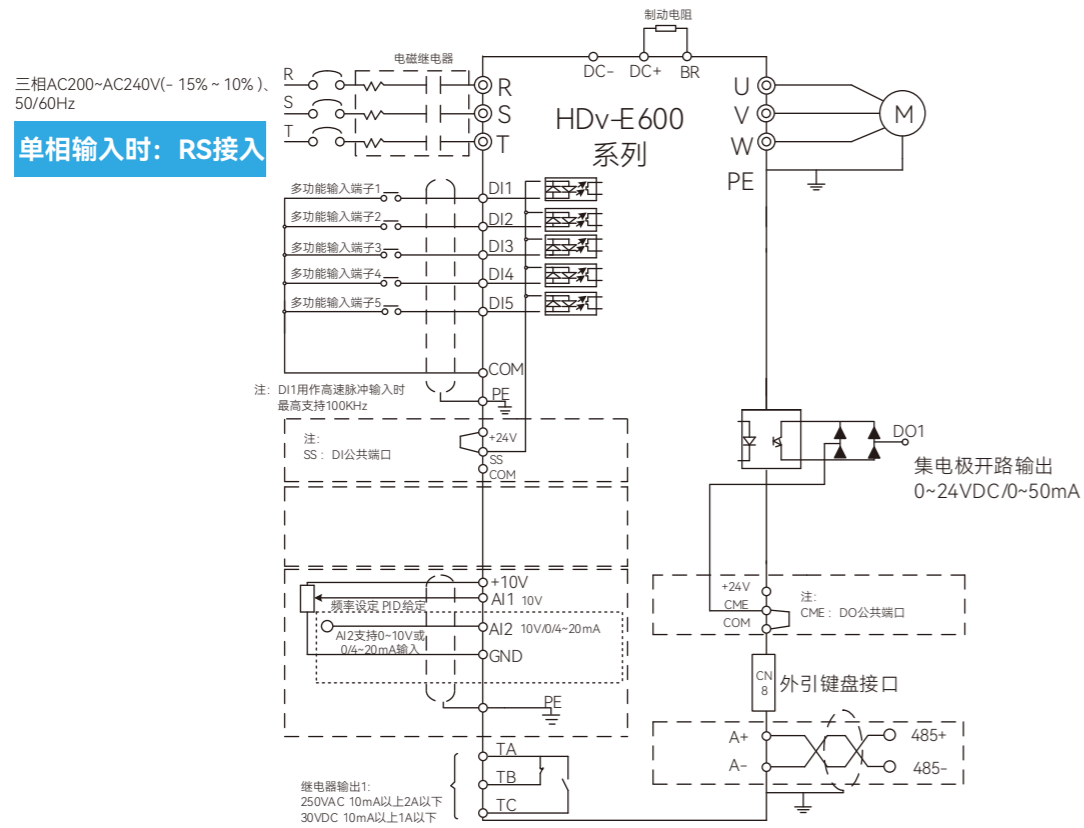 制动电阻
电磁继电器
DC- DC+ BR
三相AC200~AC240V(- 15% ~ 10% )、
50/60Hz
R
S
T
单相输入时：RS接入
R
S
T
HDv-E600
系列
U
V
W
PE
M
多功能输入端子1
多功能输入端子2
多功能输入端子3
多功能输入端子4
多功能输入端子5
DI1
DI2
DI3
DI4
DI5
COM
PE
注: DI1用作高速脉冲输入时
最高支持100KHz
注:
SS : DI公共端口
+24V
SS
COM
DO1
集电极开路输出
0~24VDC/0~50mA
+10V
AI1 10V
频率设定 PID给定
AI2 10V/0/4~20mA
AI2支持0~10V或
0/4~20mA输入
GND
PE
+24V
CME
COM
注:
CME : DO公共端口
CN
8
外引键盘接口
A+
A-
485+
485-
TA
TB
TC
继电器输出1:
250VAC 10mA以上2A以下
30VDC 10mA以上1A以下